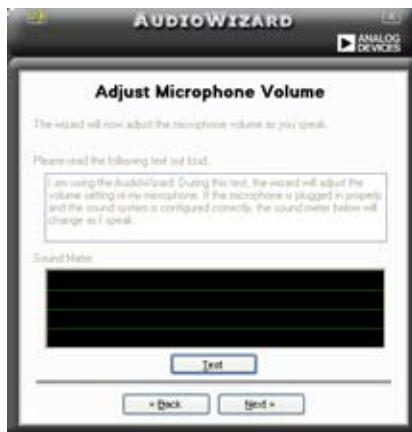 AUDIOWIZARD
ANALOG
DEVICES
Adjust Microphone Volume
The wizard will now adjust the microphone volume as you speak.
Please read the following text out loud.
I am using the AudioWizard. During this test, the wizard will adjust the
volume setting of my microphone. If the microphone is plugged in properly
and the sound system is configured correctly, the sound meter below will
change as I speak.
Sound Meter
Test
< Back
Next >